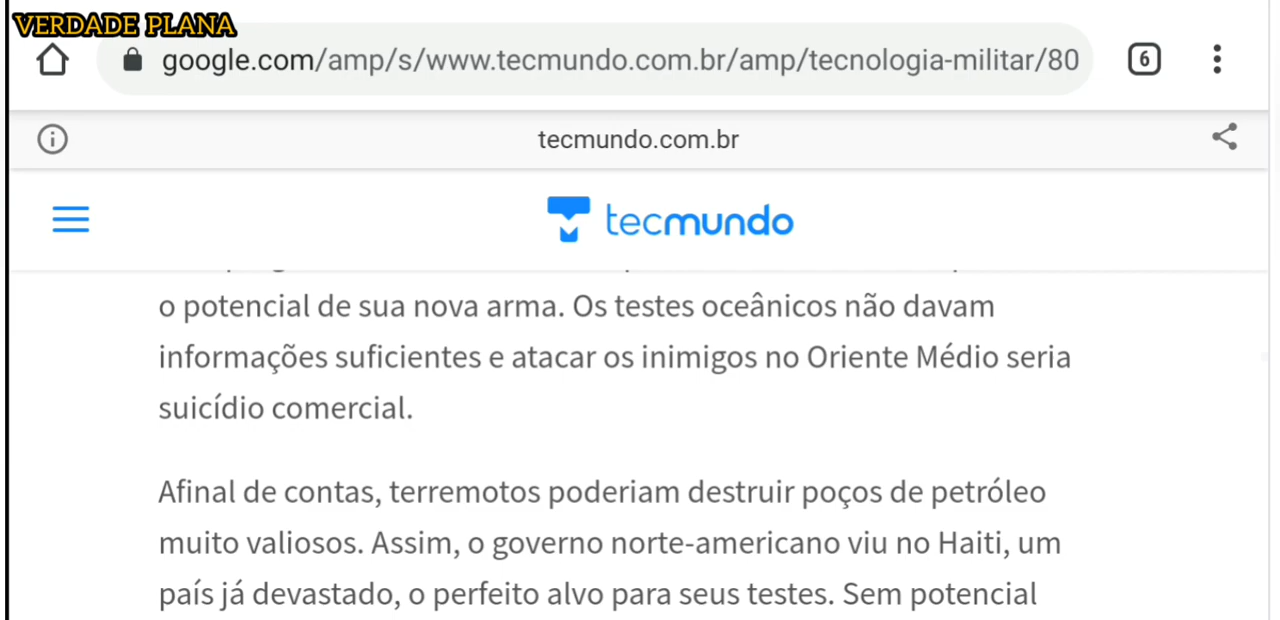 VERDADE PLANA
google.com/amp/s/www.tecmundo.com.br/amp/tecnologia-militar/80
6
tecmundo.com.br
tecmundo
o potencial de sua nova arma. Os testes oceânicos não davam
informações suficientes e atacar os inimigos no Oriente Médio seria
suicídio comercial.
Afinal de contas, terremotos poderiam destruir poços de petróleo
muito valiosos. Assim, o governo norte-americano viu no Haiti, um
país já devastado, o perfeito alvo para seus testes. Sem potencial